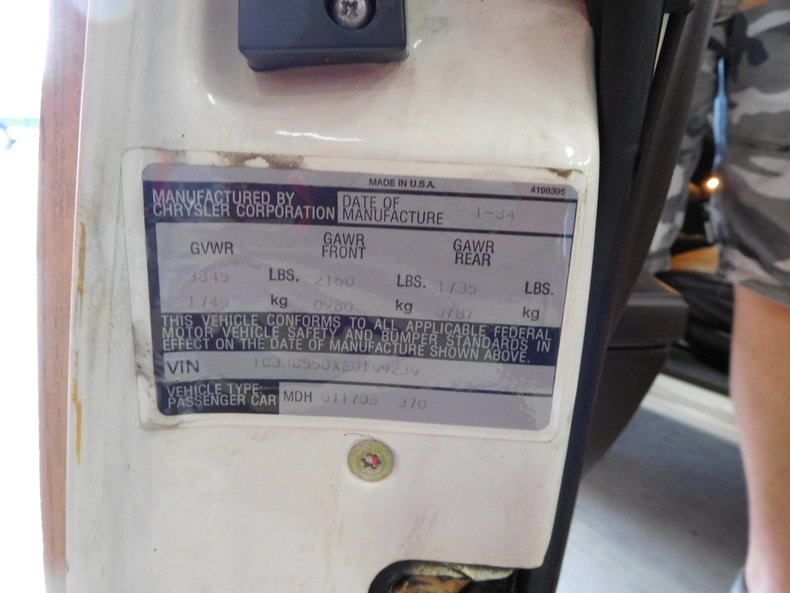 MADE IN U.S.A. 4198395
MANUFACTURED BY
CHRYSLER CORPORATION
DATE OF
MANUFACTURE 1-84
GVWR GAWR FRONT GAWR REAR
3845 LBS. 2160 LBS. 1735 LBS.
1745 kg 0980 kg 0787 kg
THIS VEHICLE CONFORMS TO ALL APPLICABLE FEDERAL
MOTOR VEHICLE SAFETY AND BUMPER STANDARDS IN
EFFECT ON THE DATE OF MANUFACTURE SHOWN ABOVE.
VIN
VEHICLE TYPE:
PASSENGER CAR
MDH 011708 370